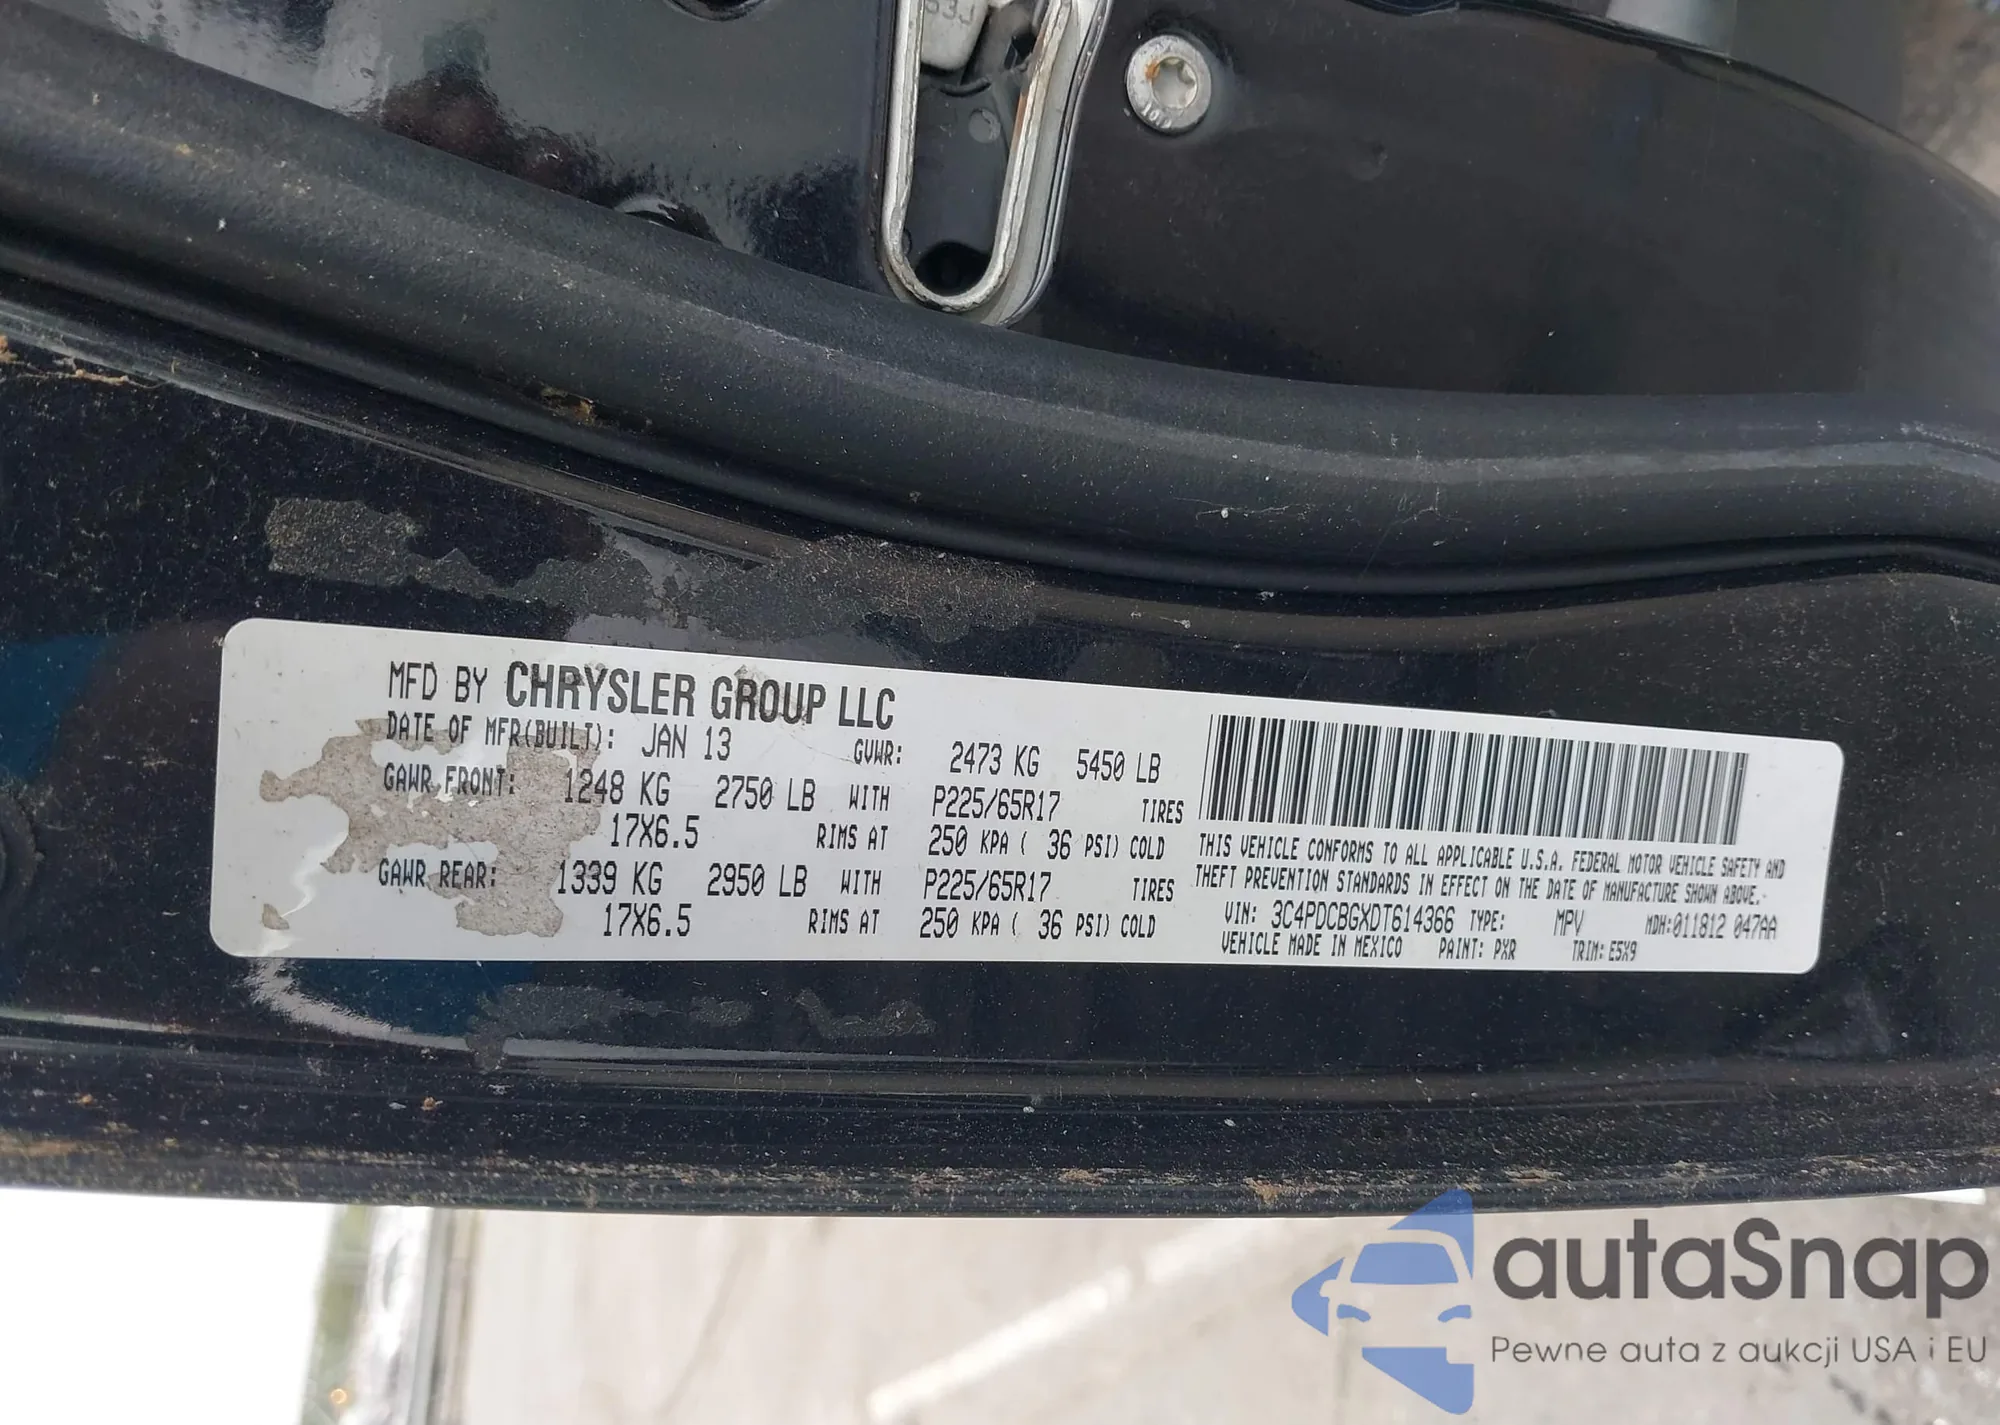 MFD BY CHRYSLER GROUP LLC
DATE OF MFR(BUILT): JAN 13 GVWR: 2473 KG 5450 LB
GAWR FRONT: 1248 KG 2750 LB WITH P225/65R17 TIRES
17X6.5 RIMS AT 250 KPA ( 36 PSI) COLD
GAWR REAR: 1339 KG 2950 LB WITH P225/65R17 TIRES
17X6.5 RIMS AT 250 KPA ( 36 PSI) COLD
THIS VEHICLE CONFORMS TO ALL APPLICABLE U.S.A. FEDERAL MOTOR VEHICLE SAFETY AND
THEFT PREVENTION STANDARDS IN EFFECT ON THE DATE OF MANUFACTURE SHOWN ABOVE.
VIN: 3C4PDCBGXDT614366 TYPE: MPV MDH:011812 047AA
VEHICLE MADE IN MEXICO PAINT: PXR TRIM: E5X9
autaSnap
Pewne auta z aukcji USA i EU